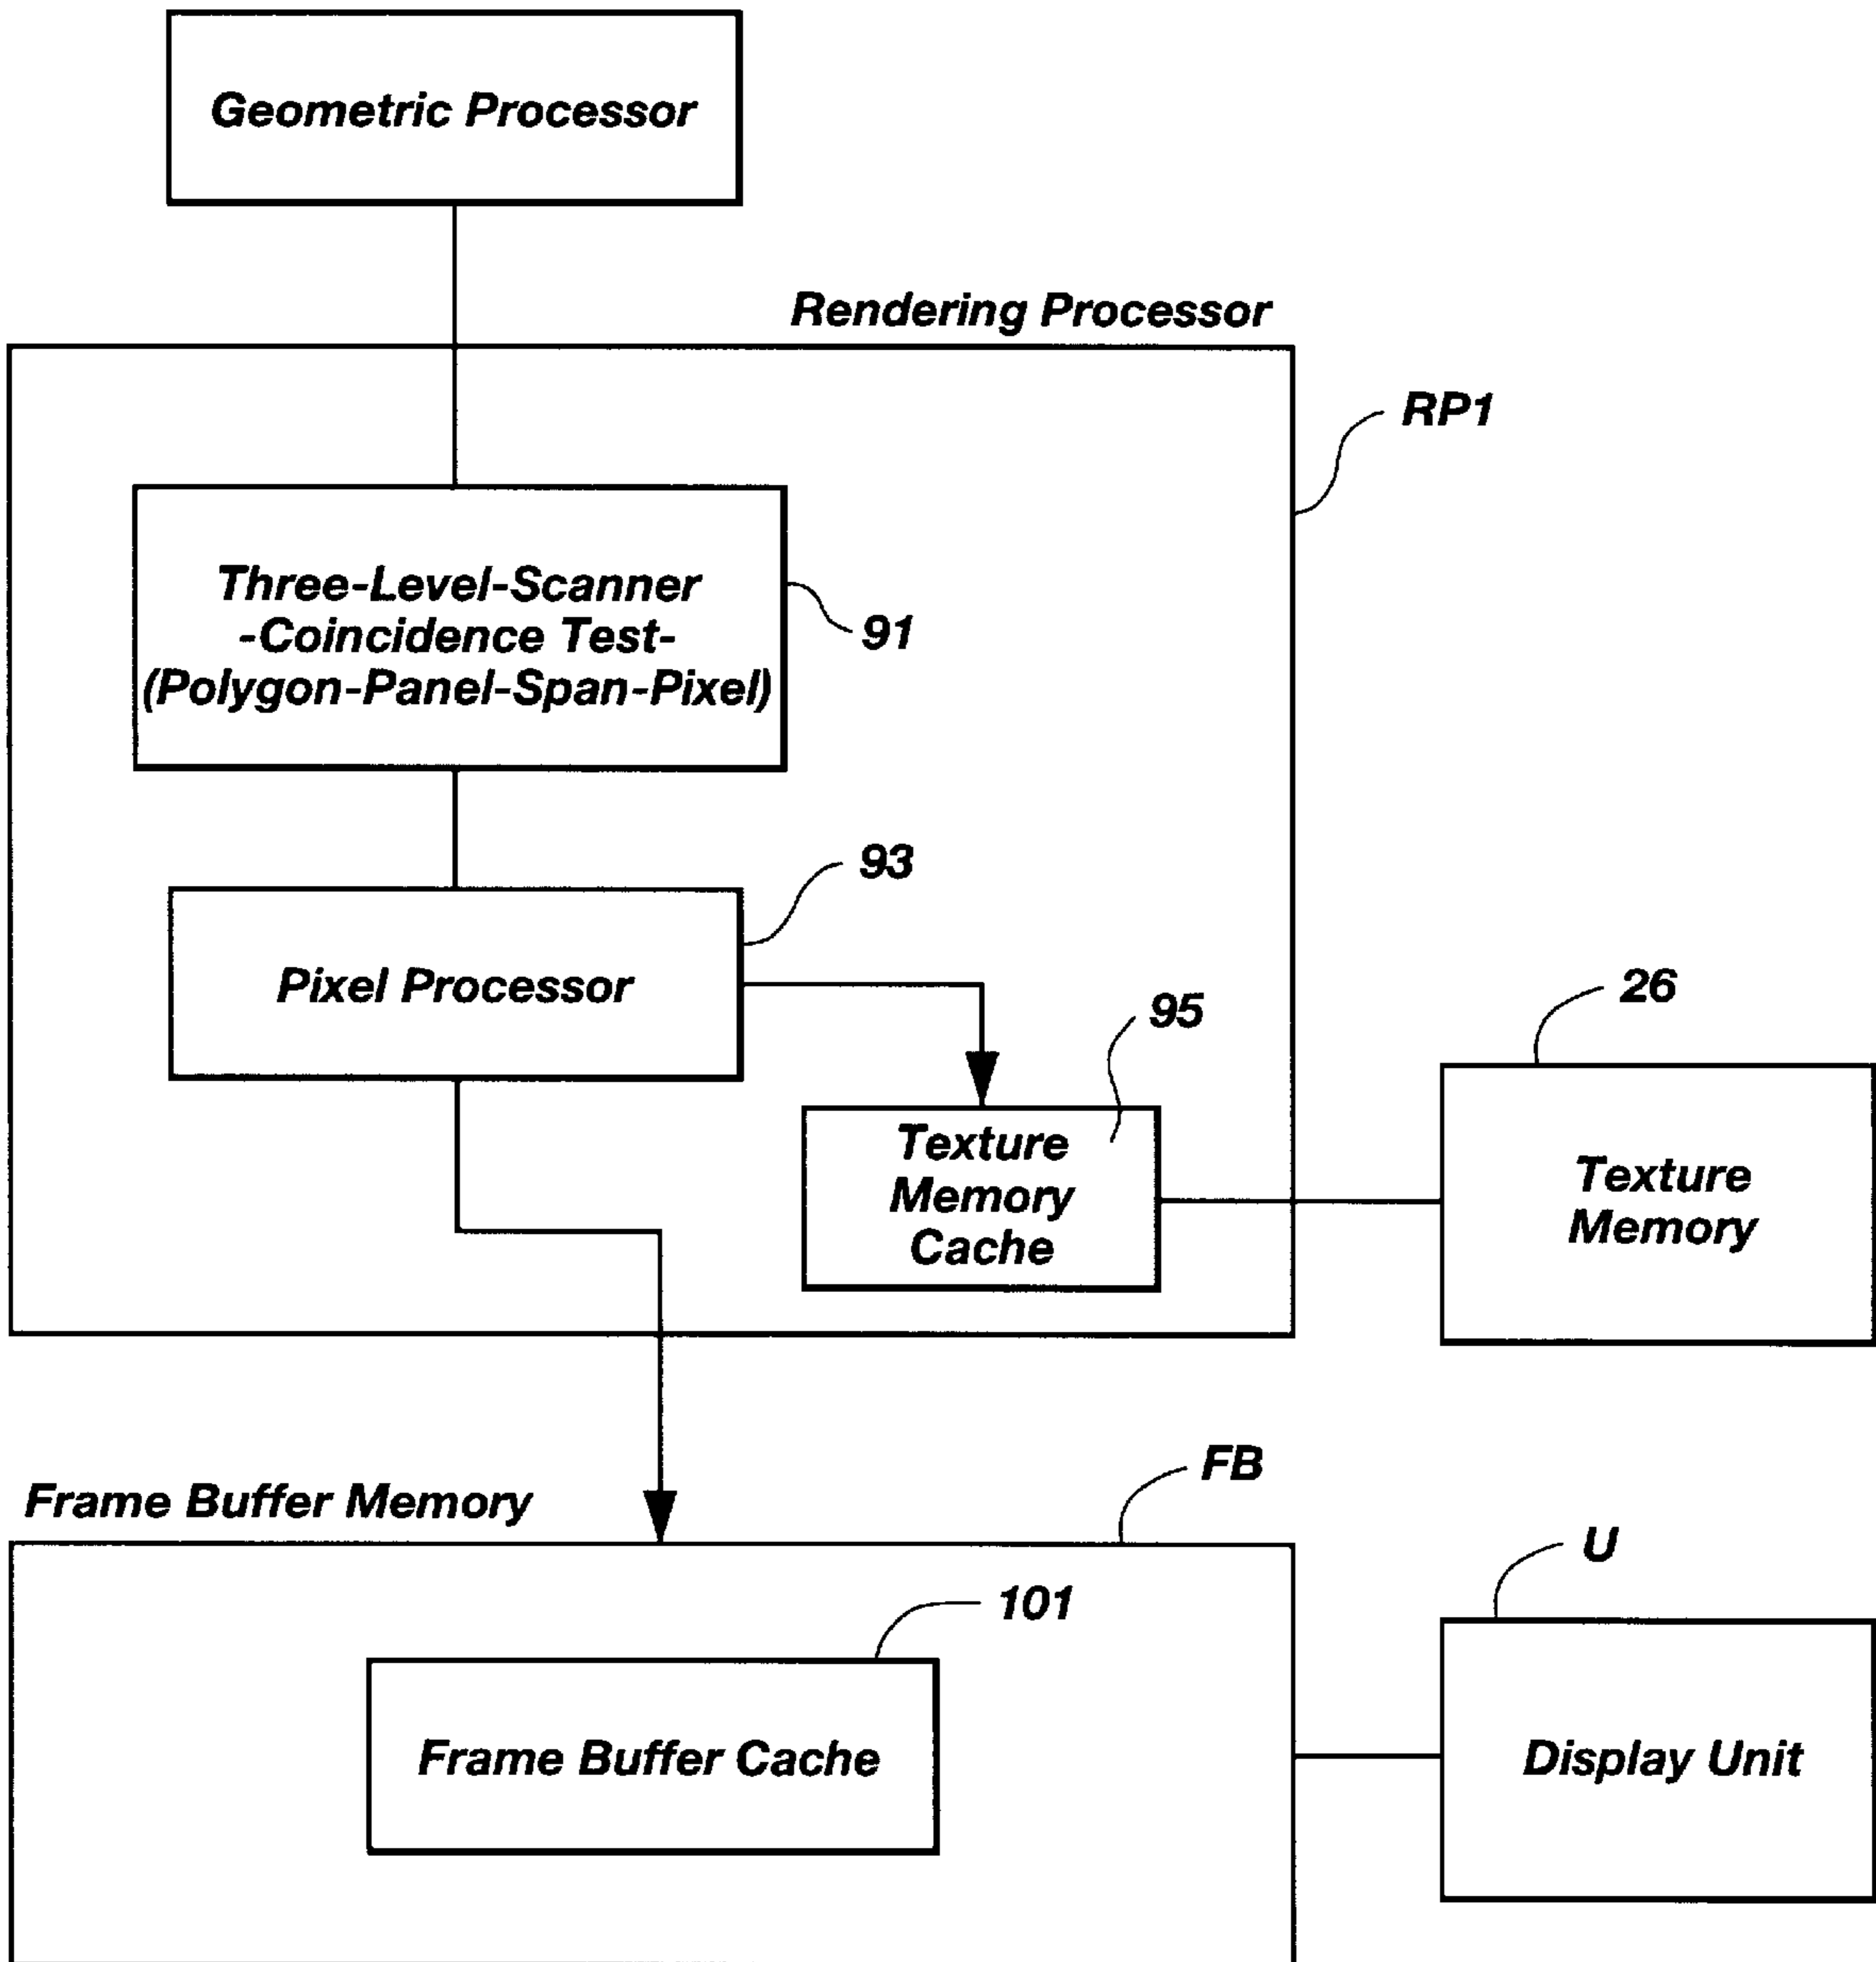 Geometric Processor
Rendering Processor
RP1
Three-Level-Scanner
-Coincidence Test-
(Polygon-Panel-Span-Pixel)
91
93
Pixel Processor
95
26
Texture
Memory
Cache
Texture
Memory
FB
Frame Buffer Memory
U
101
Frame Buffer Cache
Display Unit